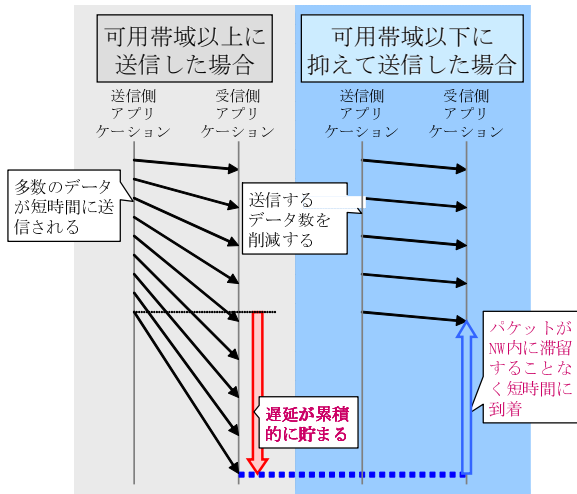 可用帯域以上に
送信した場合
可用帯域以下に
抑えて送信した場合
送信側
アプリ
ケーション
受信側
アプリ
ケーション
送信側
アプリ
ケーション
受信側
アプリ
ケーション
多数のデータ
が短時間に送
信される
送信する
データ数を
削減する
パケットが
NW内に滞留
することな
く短時間に
到着
遅延が累積
的に貯まる